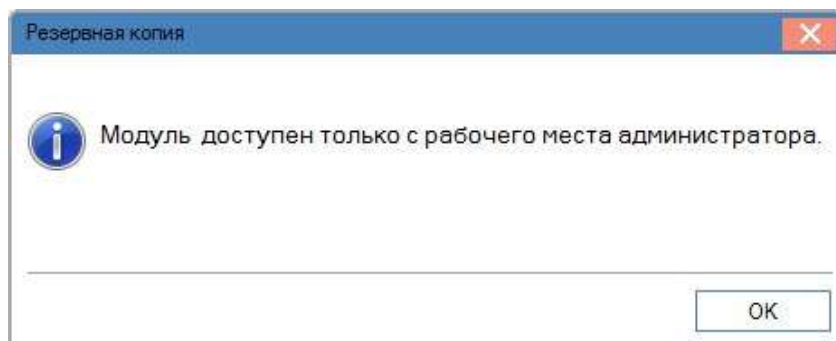 Резервная копия
Модуль доступен только с рабочего места администратора.
OK